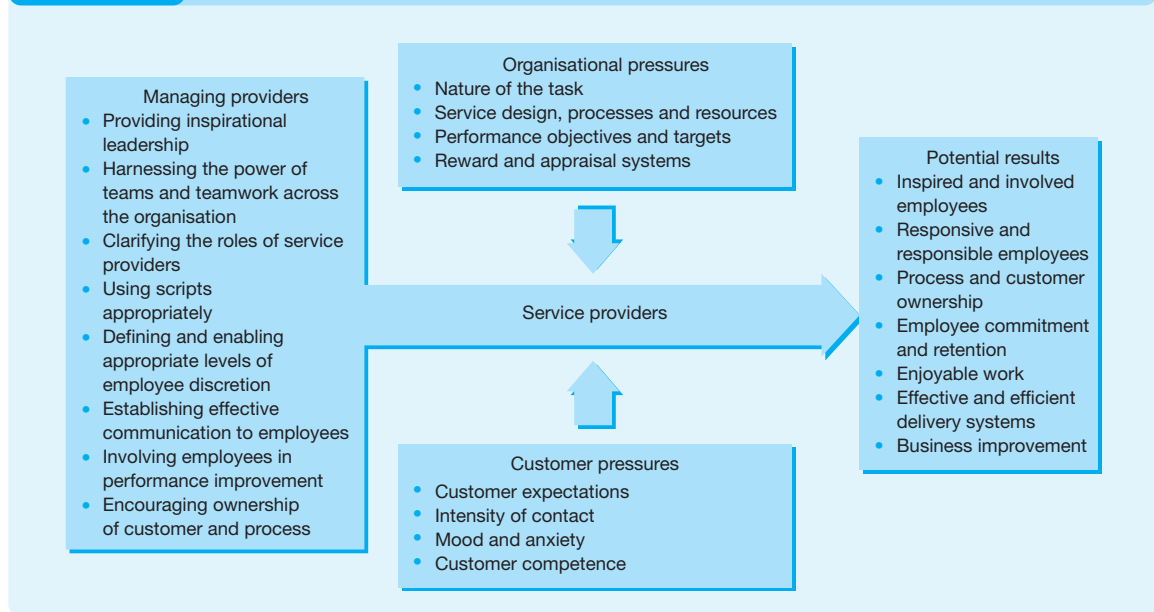 Managing providers
• Providing inspirational
leadership
• Harnessing the power of
teams and teamwork across
the organisation
• Clarifying the roles of service
providers
• Using scripts
appropriately
• Defining and enabling
appropriate levels of
employee discretion
• Establishing effective
communication to employees
• Involving employees in
performance improvement
• Encouraging ownership
of customer and process
Organisational pressures
• Nature of the task
• Service design, processes and resources
• Performance objectives and targets
• Reward and appraisal systems
Service providers
Customer pressures
• Customer expectations
• Intensity of contact
• Mood and anxiety
• Customer competence
Potential results
• Inspired and involved
employees
• Responsive and
responsible employees
• Process and customer
ownership
• Employee commitment
and retention
• Enjoyable work
• Effective and efficient
delivery systems
• Business improvement